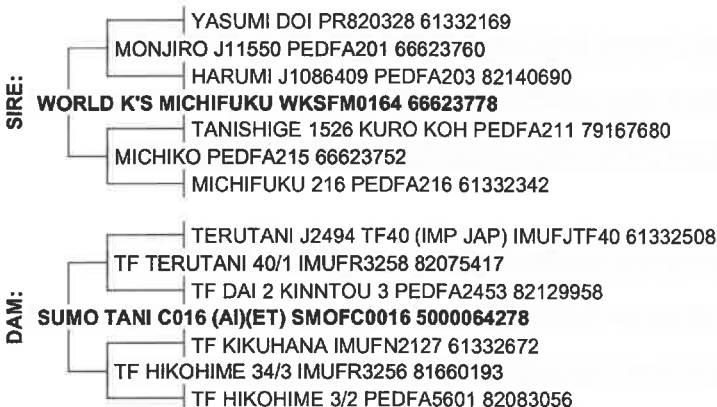 SIRE:
YASUMI DOI PR820328 61332169
MONJIRO J11550 PEDFA201 66623760
HARUMI J1086409 PEDFA203 82140690
WORLD K'S MICHIFUKU WKSFM0164 66623778
TANISHIGE 1526 KURO KOH PEDFA211 79167680
MICHIKO PEDFA215 66623752
MICHIFUKU 216 PEDFA216 61332342
DAM:
TERUTANI J2494 TF40 (IMP JAP) IMUFJTF40 61332508
TF TERUTANI 40/1 IMUFR3258 82075417
TF DAI 2 KINNTOU 3 PEDFA2453 82129958
SUMO TANI C016 (AI)(ET) SMOFC0016 5000064278
TF KIKUHANA IMUFN2127 61332672
TF HIKOHIME 34/3 IMUFR3256 81660193
TF HIKOHIME 3/2 PEDFA5601 82083056